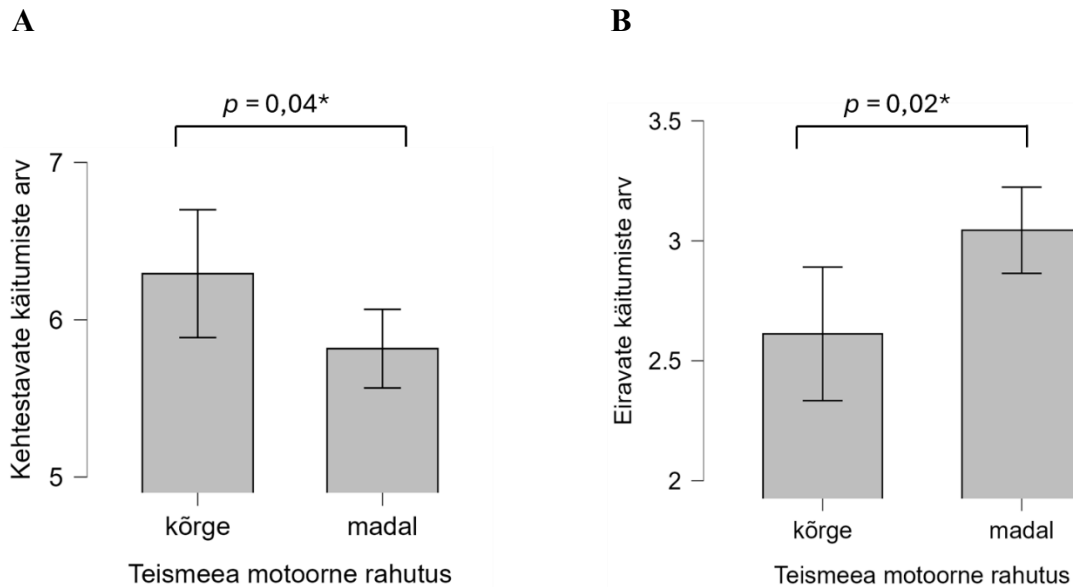 A
p = 0,04*
Kehtestavate käitumiste arv
7
6
5
kõrge
madal
Teismeea motoorne rahutus
B
p = 0,02*
Eiravate käitumiste arv
3.5
3
2.5
2
kõrge
madal
Teismeea motoorne rahutus